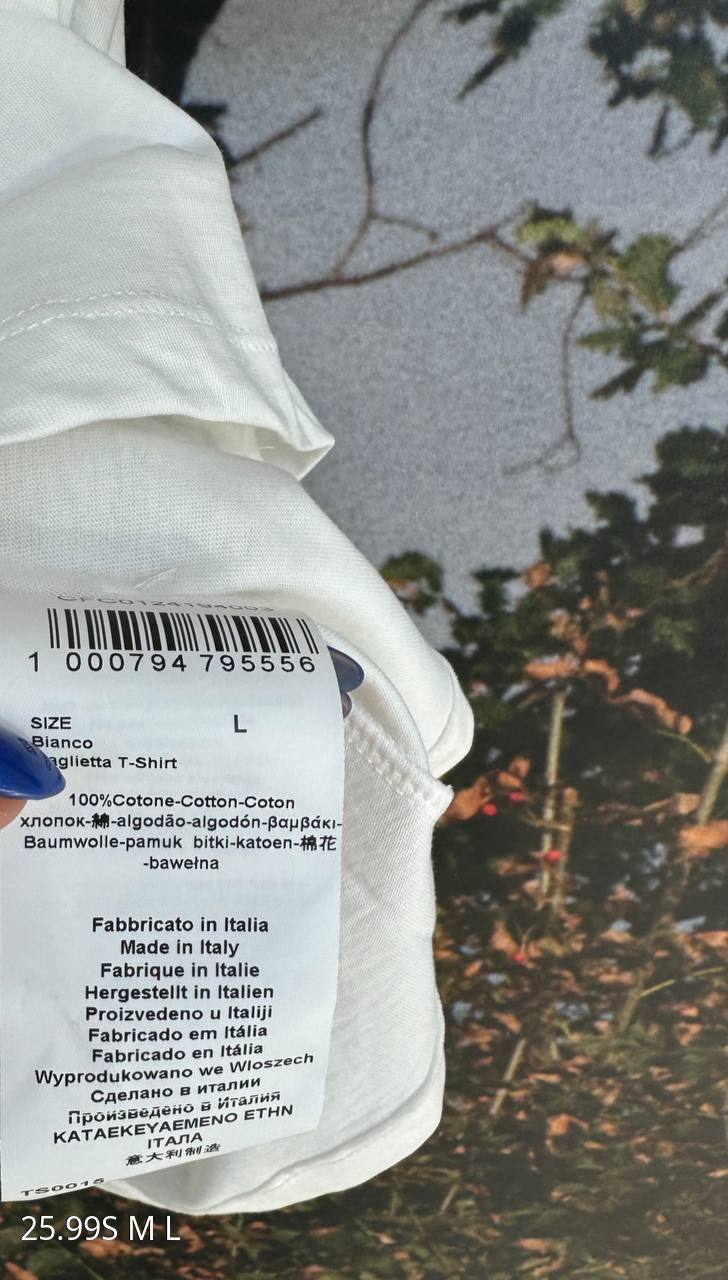 CFC0124194003
1 000794 795556
SIZE L
Bianco
aglietta T-Shirt
100%Cotone-Cotton-Coton
хлопок-綿-algodão-algodón-βαμβάκι-
Baumwolle-pamuk bitki-katoen-棉花
-bawełna
Fabbricato in Italia
Made in Italy
Fabrique in Italie
Hergestellt in Italien
Proizvedeno u Italiji
Fabricado em Itália
Fabricado en Itália
Wyprodukowano we Wloszech
Сделано в италии
Произведено в Италия
KATAEKEYAEMENO ETHN
ITAΛA
意大利制造
TS0015
25.99S M L